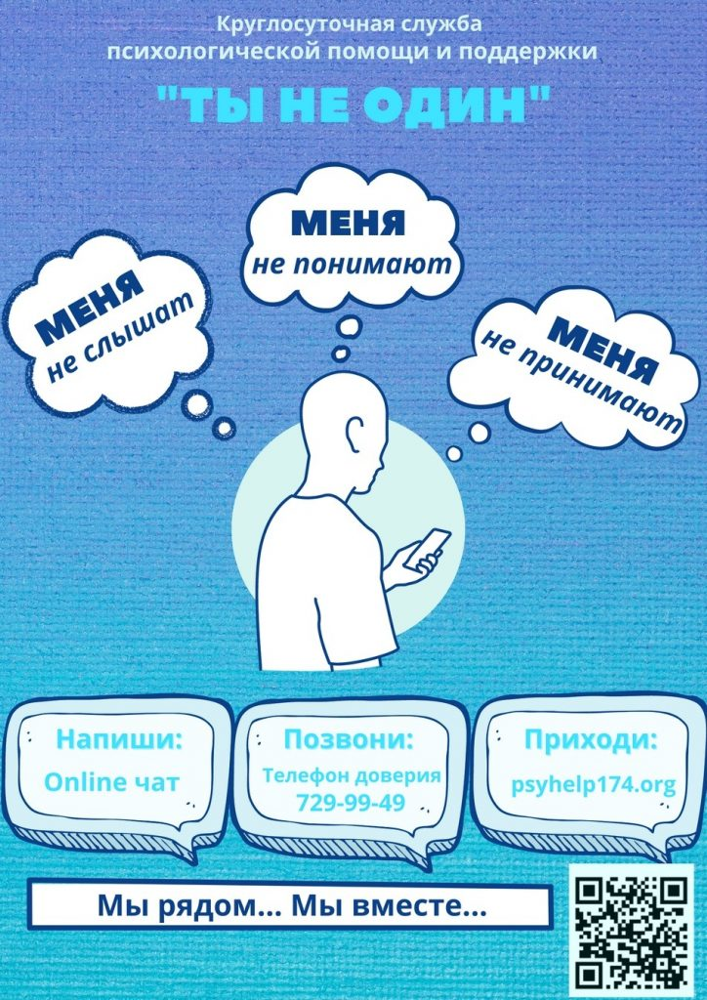 Круглосуточная служба
психологической помощи и поддержки
"ТЫ НЕ ОДИН"
МЕНЯ
не слышат
МЕНЯ
не понимают
МЕНЯ
не принимают
Напиши:
Online чат
Позвони:
Телефон доверия
729-99-49
Приходи:
psyhelp174.org
Мы рядом... Мы вместе...